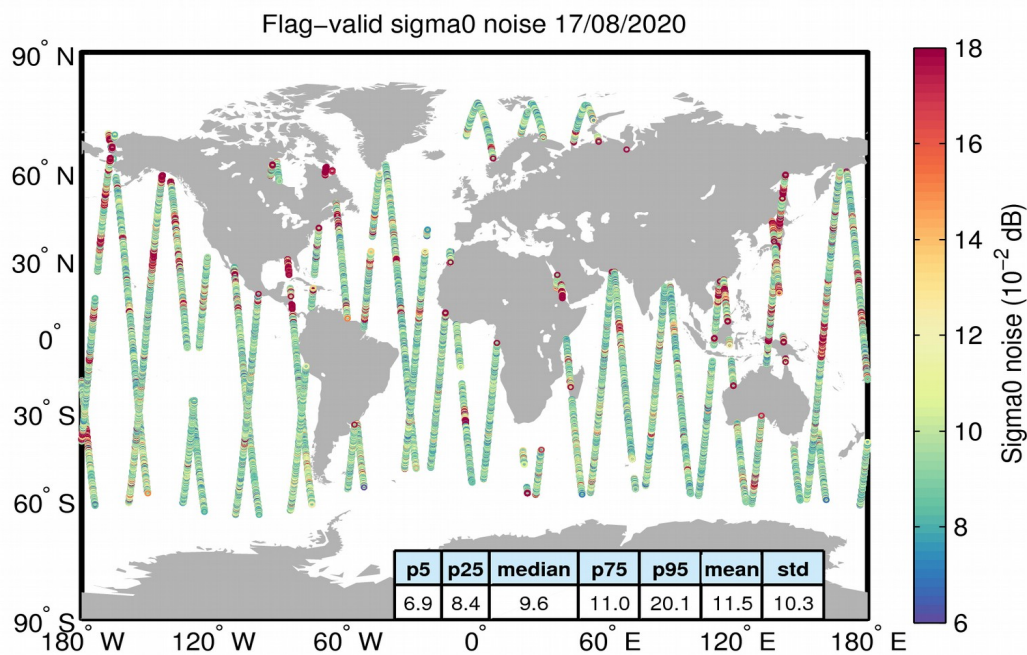 Flag−valid sigma0 noise 17/08/2020
90° N
60° N
30° N
0°
30° S
60° S
90° S
180° W
120° W
60° W
0°
60° E
120° E
180° E
p5 p25 median p75 p95 mean std
6.9 8.4 9.6 11.0 20.1 11.5 10.3
18
16
14
12
10
8
6
Sigma0 noise (10⁻² dB)